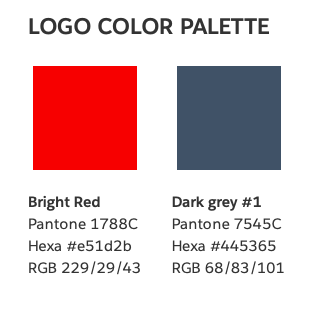 LOGO COLOR PALETTE
Bright Red
Pantone 1788C
Hexa #e51d2b
RGB 229/29/43
Dark grey #1
Pantone 7545C
Hexa #445365
RGB 68/83/101